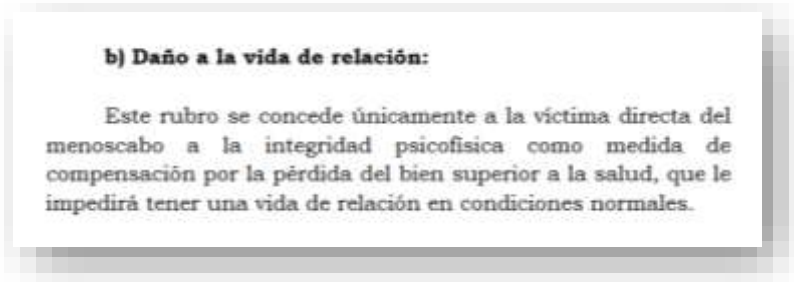 b) Daño a la vida de relación:
Este rubro se concede únicamente a la víctima directa del
menoscabo a la integridad psicofísica como medida de
compensación por la pérdida del bien superior a la salud, que le
impedirá tener una vida de relación en condiciones normales.